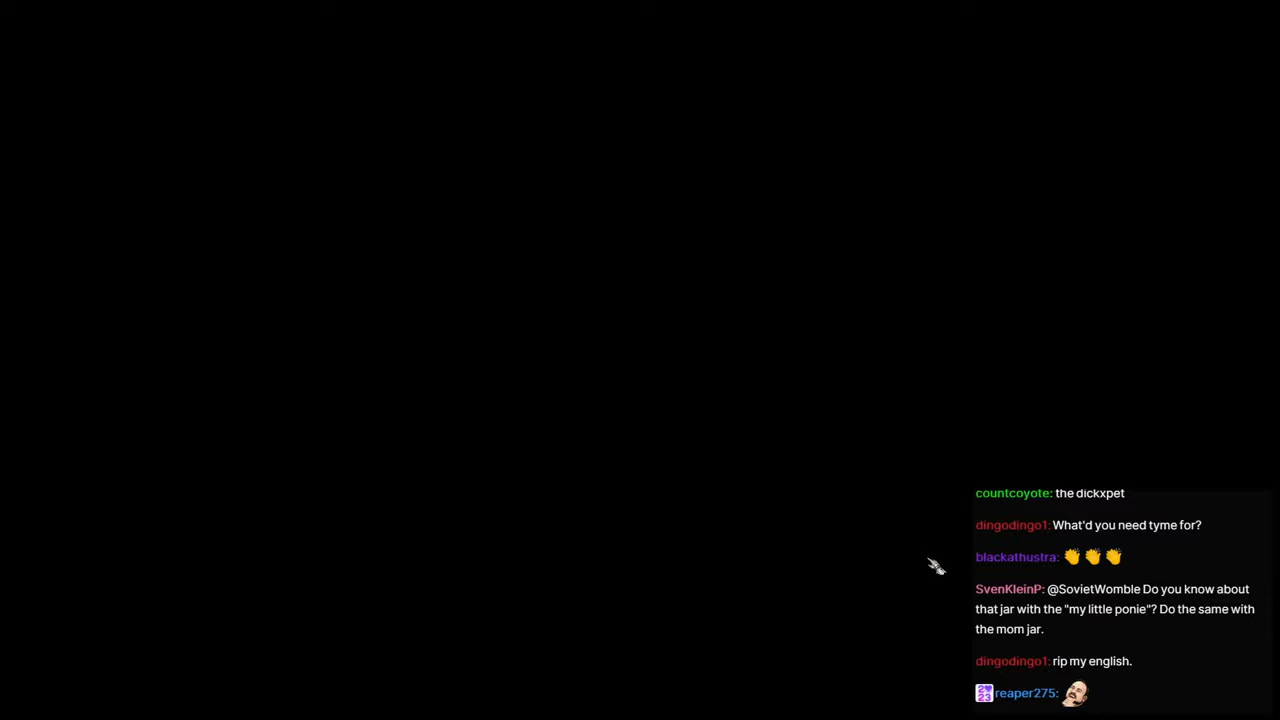 countcoyote: the dickxpet
dingodingo1: What'd you need tyme for?
blackathustra: 👏 👏 👏
SvenKleinP: @SovietWomble Do you know about
that jar with the "my little ponie"? Do the same with
the mom jar.
dingodingo1: rip my english.
2023 reaper275: